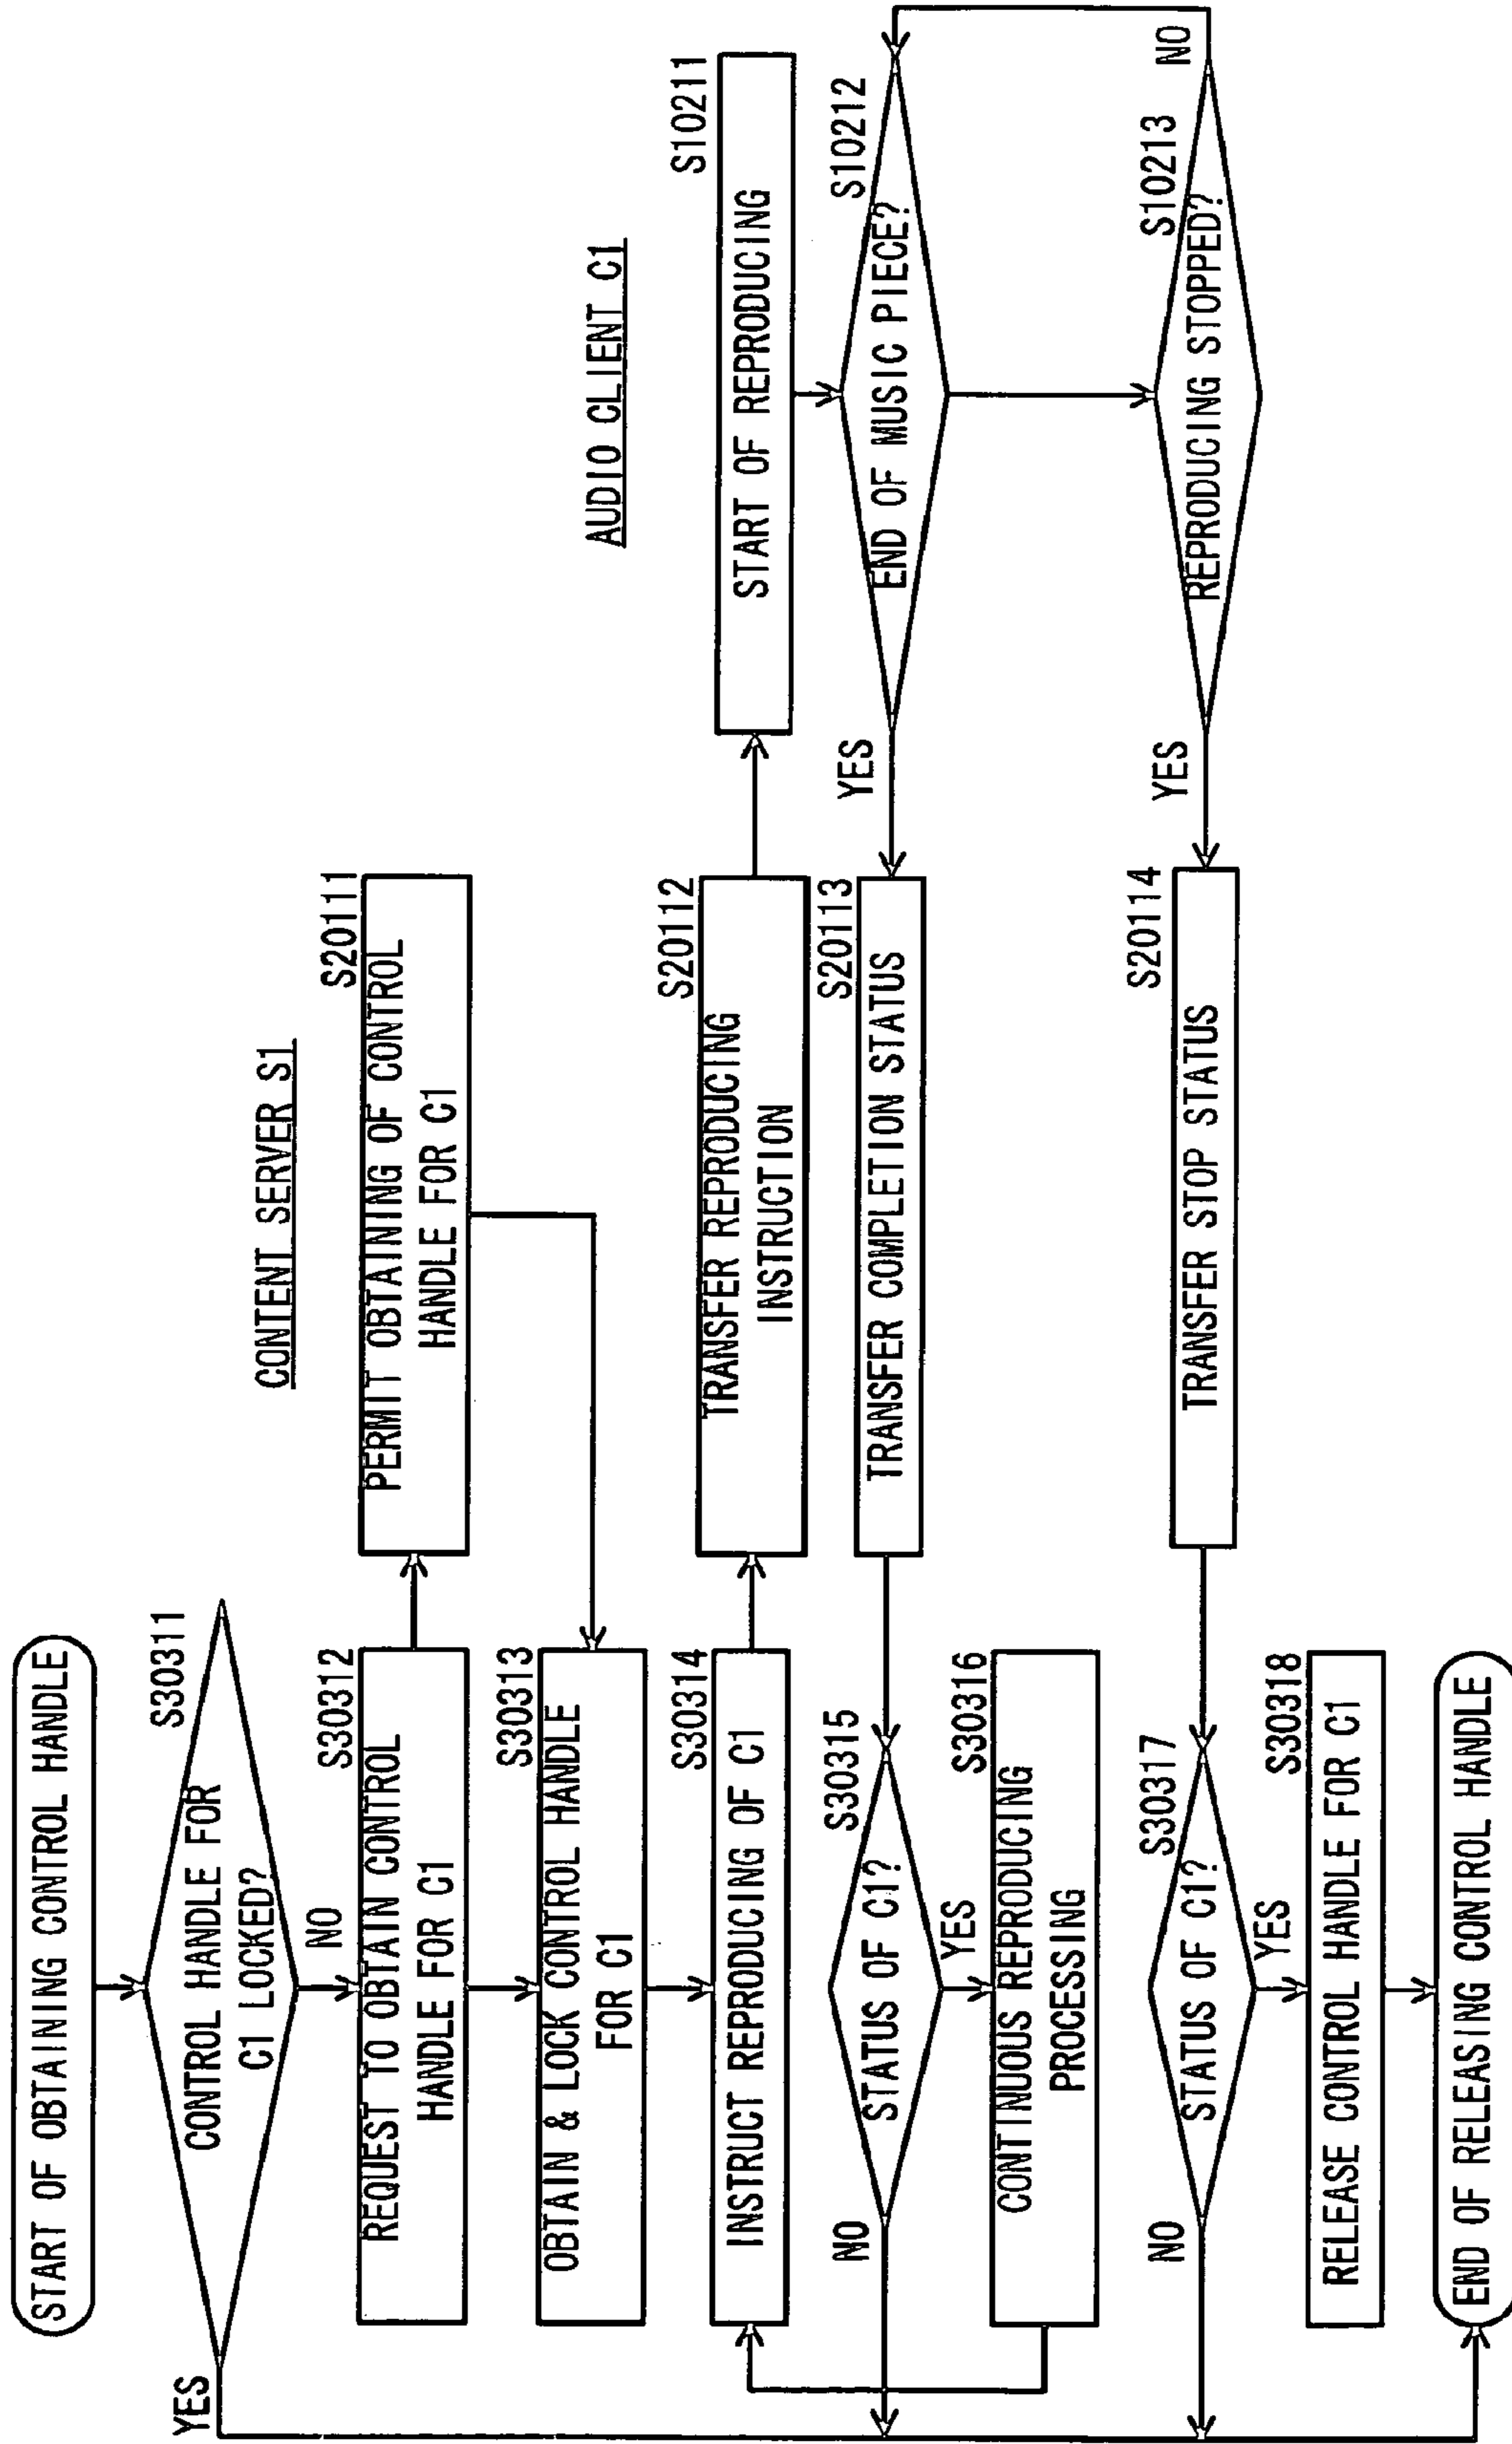 START OF OBTAINING CONTROL HANDLE
S30311
CONTROL HANDLE FOR
C1 LOCKED?
YES
NO
CONTENT SERVER S1
S30312
REQUEST TO OBTAIN CONTROL
HANDLE FOR C1
S20111
PERMIT OBTAINING OF CONTROL
HANDLE FOR C1
S30313
OBTAIN & LOCK CONTROL HANDLE
FOR C1
AUDIO CLIENT C1
S30314
INSTRUCT REPRODUCING OF C1
S20112
TRANSFER REPRODUCING
INSTRUCTION
S10211
START OF REPRODUCING
S30315
STATUS OF C1?
NO
YES
S20113
TRANSFER COMPLETION STATUS
YES
S10212
END OF MUSIC PIECE?
S30316
CONTINUOUS REPRODUCING
PROCESSING
S30317
STATUS OF C1?
NO
YES
S20114
TRANSFER STOP STATUS
YES
S10213
REPRODUCING STOPPED?
NO
S30318
RELEASE CONTROL HANDLE FOR C1
END OF RELEASING CONTROL HANDLE